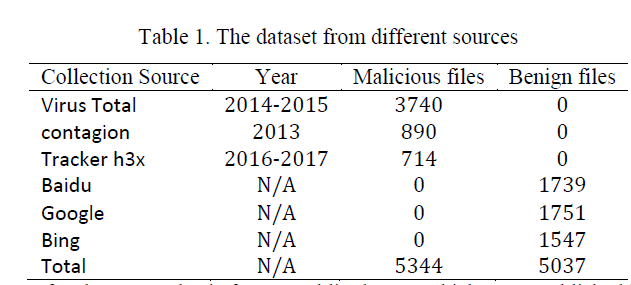 Table 1. The dataset from different sources
Collection Source Year Malicious files Benign files
Virus Total 2014-2015 3740 0
contagion 2013 890 0
Tracker h3x 2016-2017 714 0
Baidu N/A 0 1739
Google N/A 0 1751
Bing N/A 0 1547
Total N/A 5344 5037